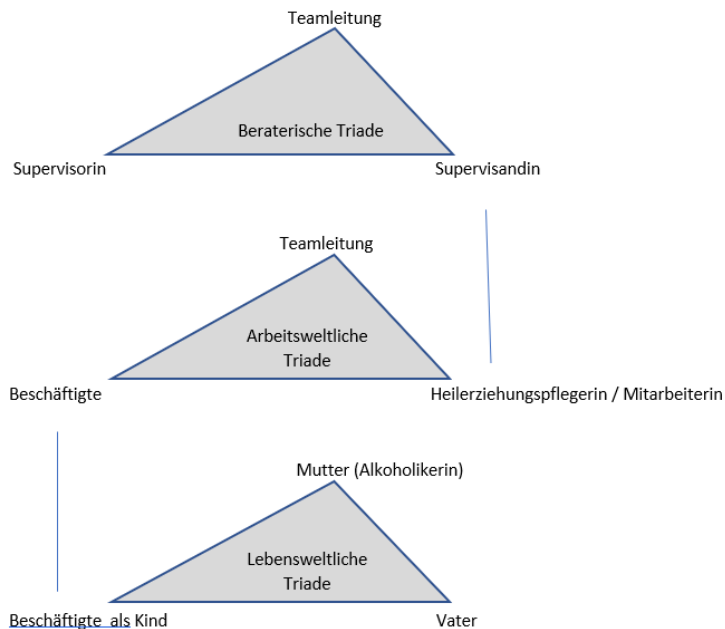 Teamleitung
Beraterische Triade
Supervisorin
Supervisandin
Teamleitung
Arbeitsweltliche
Triade
Beschäftigte
Heilerziehungspflegerin / Mitarbeiterin
Mutter (Alkoholikerin)
Lebensweltliche
Triade
Beschäftigte als Kind
Vater